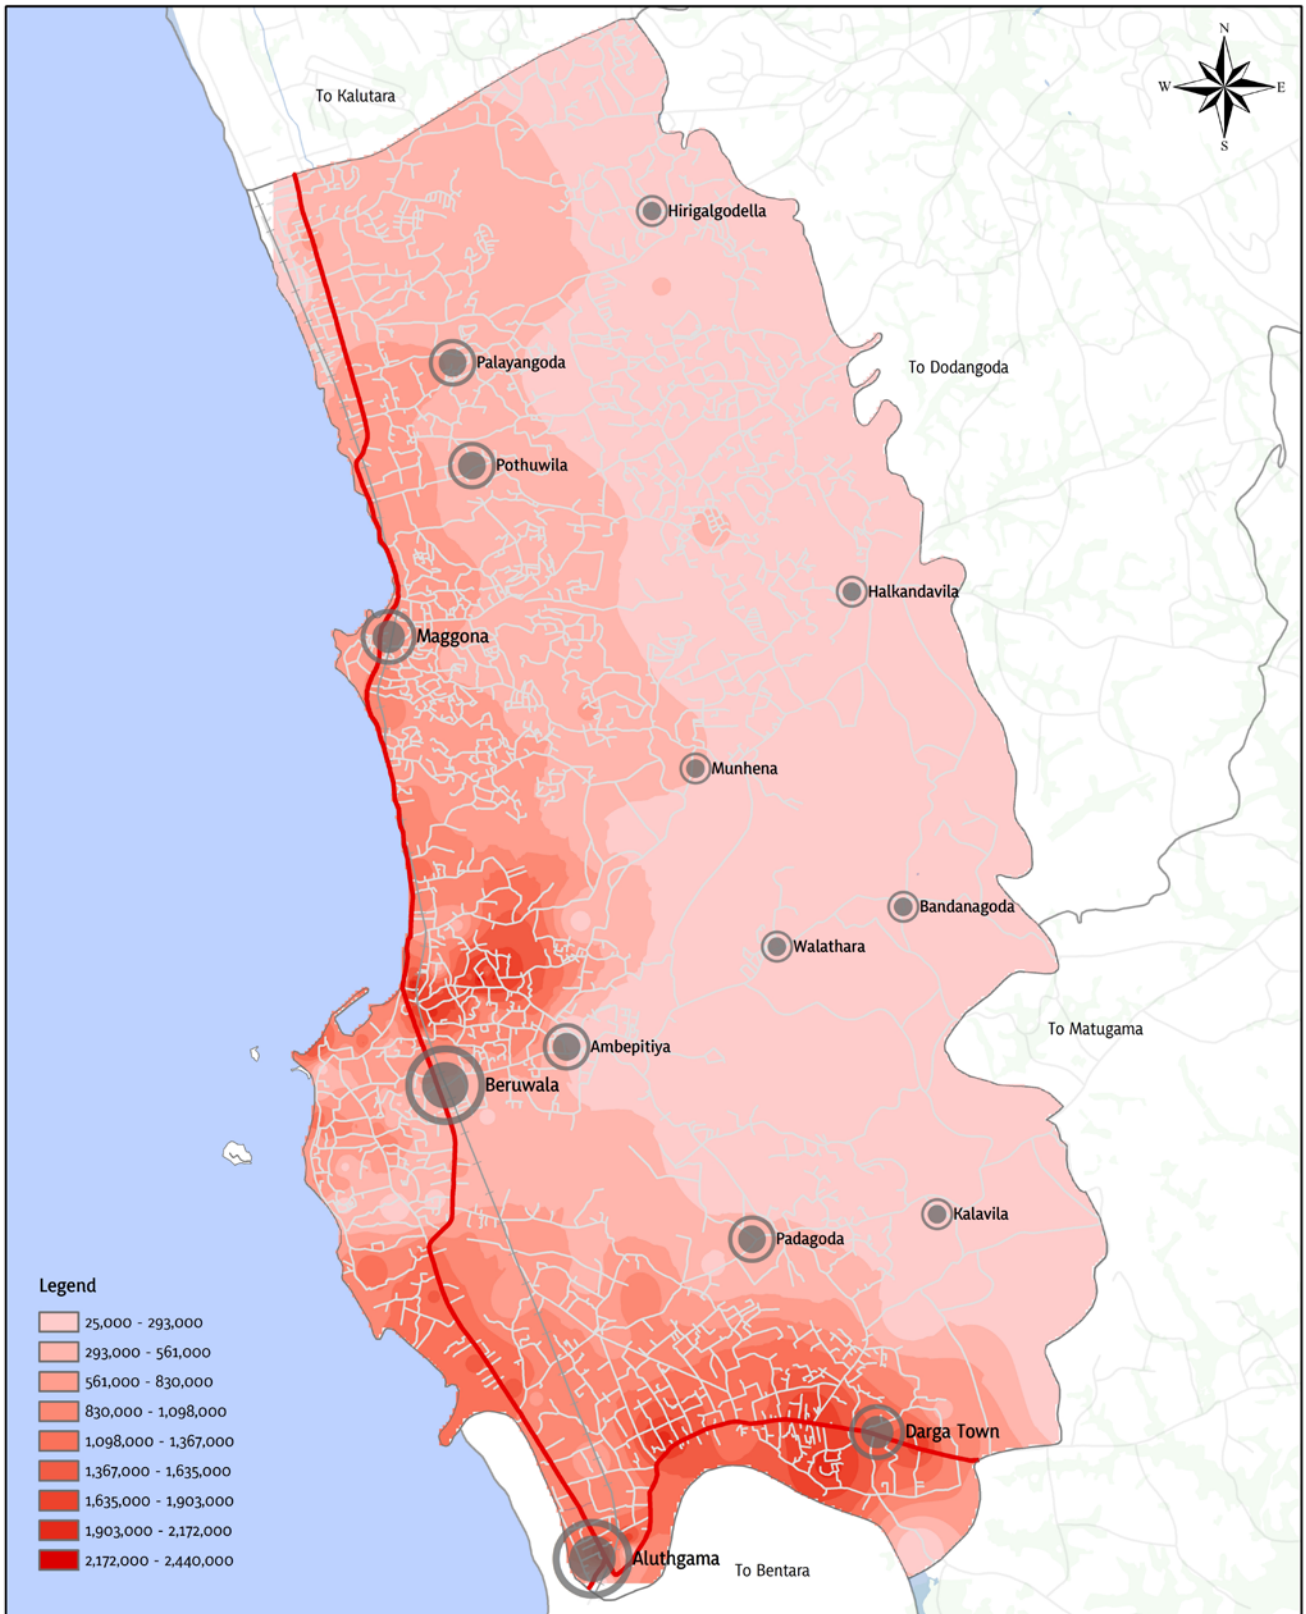 N
W
E
S
To Kalutara
Hirigalgodella
Palayangoda
To Dodangoda
Pothuwila
Halkandavila
Maggona
Munhena
Bandanagoda
Walathara
To Matugama
Ambepitiya
Beruwala
Kalavila
Padagoda
Legend
25,000 - 293,000
293,000 - 561,000
561,000 - 830,000
830,000 - 1,098,000
1,098,000 - 1,367,000
1,367,000 - 1,635,000
1,635,000 - 1,903,000
1,903,000 - 2,172,000
2,172,000 - 2,440,000
Darga Town
Aluthgama
To Bentara